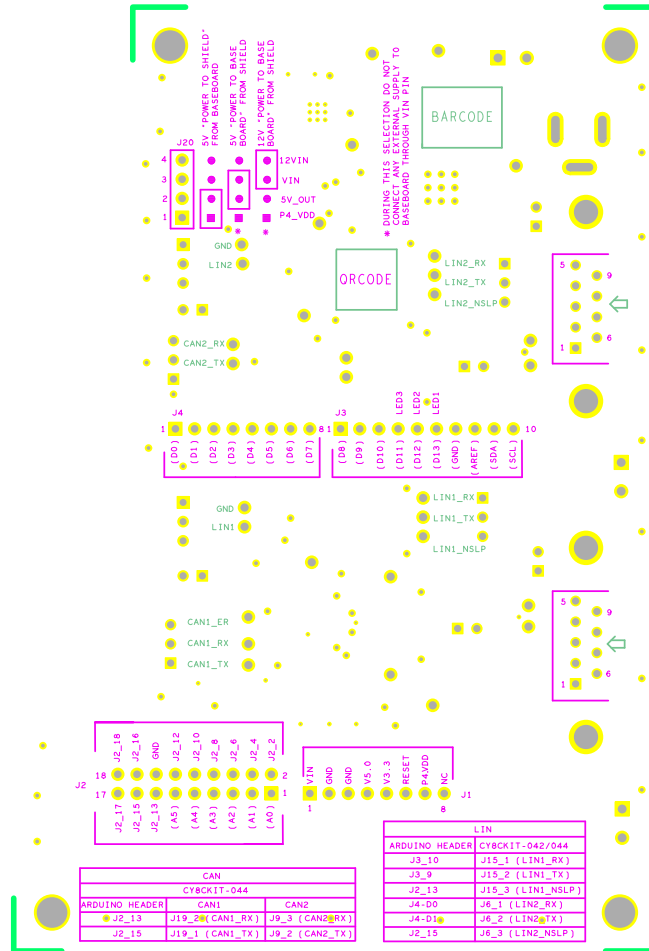 5V "POWER TO SHIELD"
FROM BASEBOARD
5V "POWER TO BASE
BOARD" FROM SHIELD
12V "POWER TO BASE
BOARD" FROM SHIELD
* DURING THIS SELECTION DO NOT
CONNECT ANY EXTERNAL SUPPLY TO
BASEBOARD THROUGH VIN PIN
BARCODE
J20
4
3
2
1
12VIN
VIN
5V_OUT
P4_VDD
*
*
GND
LIN2
QRCODE
LIN2_RX
LIN2_TX
LIN2_NSLP
5
9
1
6
CAN2_RX
CAN2_TX
LED3
LED2
LED1
J4
1
8
J3
1
10
(D0)
(D1)
(D2)
(D3)
(D4)
(D5)
(D6)
(D7)
(D8)
(D9)
(D10)
(D11)
(D12)
(D13)
(GND)
(AREF)
(SDA)
(SCL)
GND
LIN1
LIN1_RX
LIN1_TX
LIN1_NSLP
CAN1_ER
CAN1_RX
CAN1_TX
5
9
1
6
J2_18
J2_16
GND
J2_12
J2_10
J2_8
J2_6
J2_4
J2_2
18
2
J2
17
1
J2_17
J2_15
J2_13
(A5)
(A4)
(A3)
(A2)
(A1)
(A0)
VIN
GND
GND
V5.0
V3.3
RESET
P4.VDD
NC
J1
1
8
LIN
ARDUINO HEADER CY8CKIT-042/044
J3_10 J15_1 (LIN1_RX)
J3_9 J15_2 (LIN1_TX)
J2_13 J15_3 (LIN1_NSLP)
J4-D0 J6_1 (LIN2_RX)
J4-D1 J6_2 (LIN2_TX)
J2_15 J6_3 (LIN2_NSLP)
CAN
CY8CKIT-044
ARDUINO HEADER CAN1 CAN2
J2_13 J19_2 (CAN1_RX) J9_3 (CAN2_RX)
J2_15 J19_1 (CAN1_TX) J9_2 (CAN2_TX)